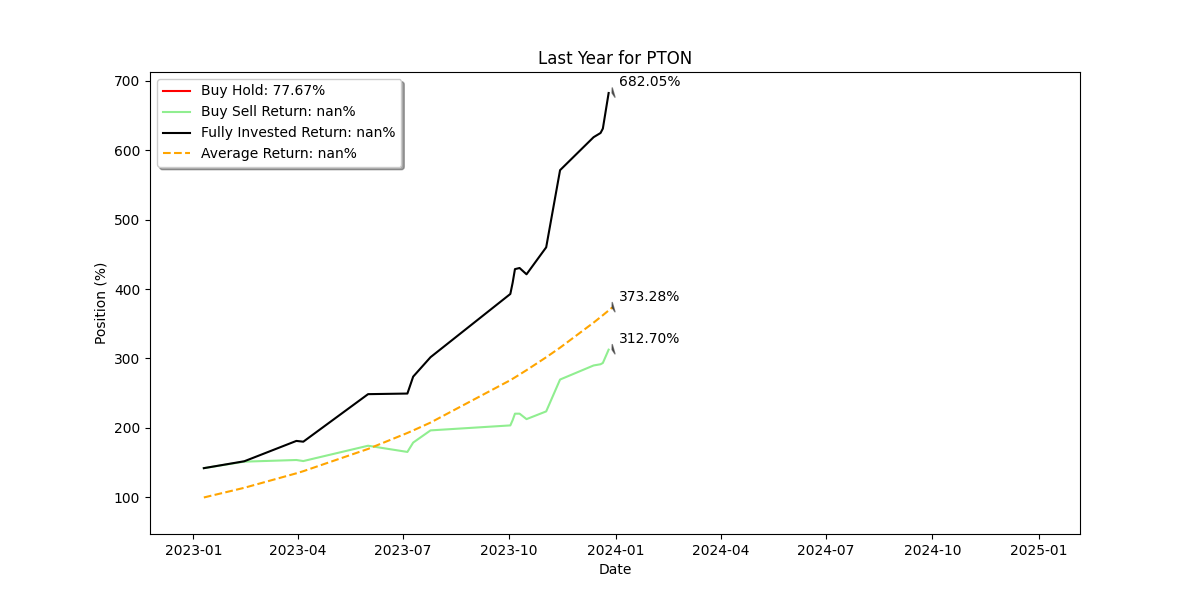 Last Year for PTON
Buy Hold: 77.67%
Buy Sell Return: nan%
Fully Invested Return: nan%
Average Return: nan%
682.05%
373.28%
312.70%
Position (%)
700
600
500
400
300
200
100
2023-01
2023-04
2023-07
2023-10
2024-01
2024-04
2024-07
2024-10
2025-01
Date